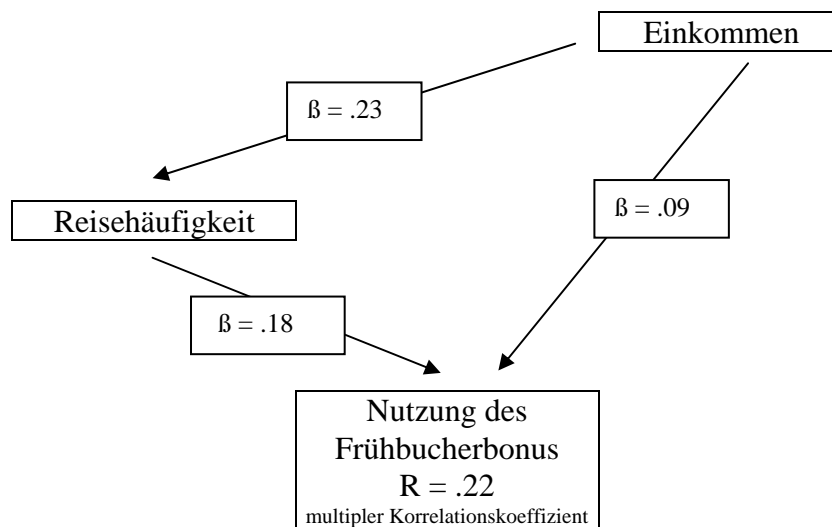 Einkommen
ß = .23
Reisehäufigkeit
ß = .09
ß = .18
Nutzung des
Frühbucherbonus
R = .22
multipler Korrelationskoeffizient